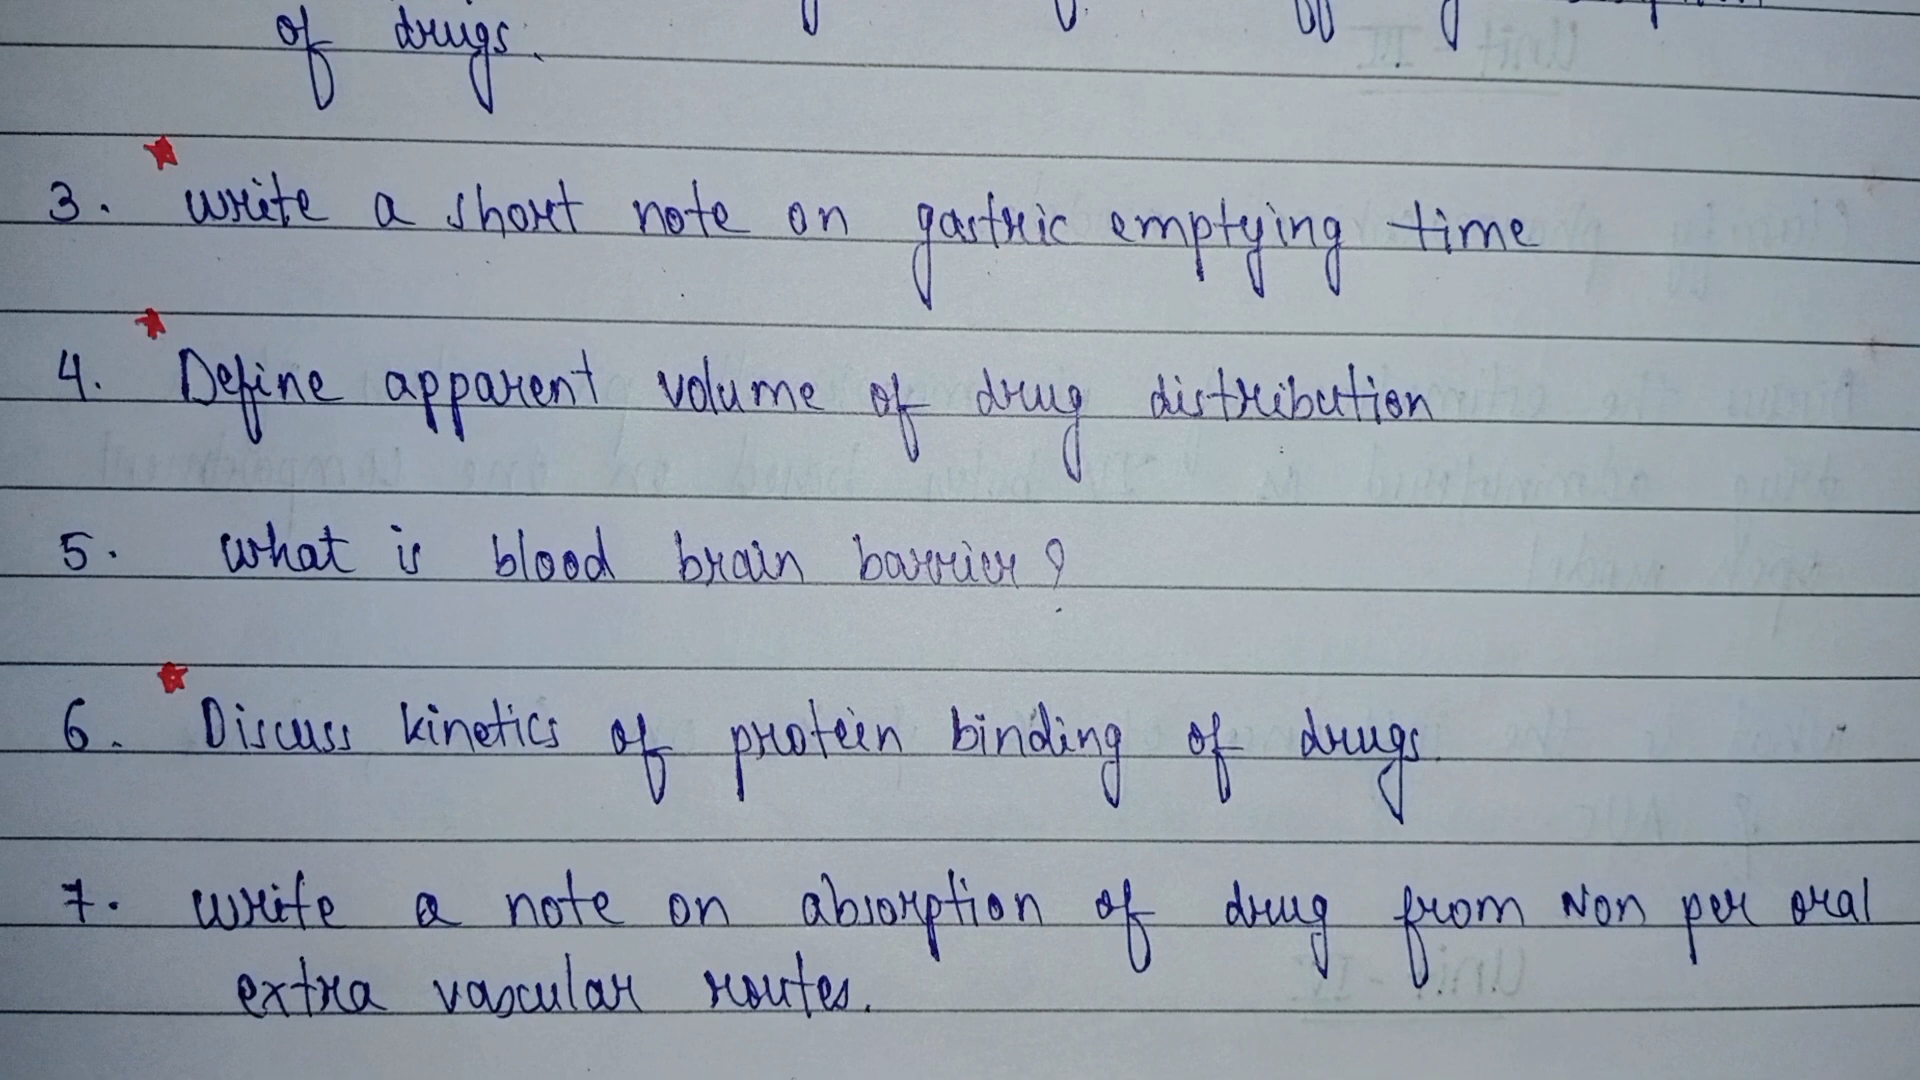 of drugs.
3. write a short note on gastric emptying time
4. Define apparent volume of drug distribution
5. what is blood brain barrier?
6. Discuss kinetics of protein binding of drugs.
7. write a note on absorption of drug from Non per oral
extra vascular routes.